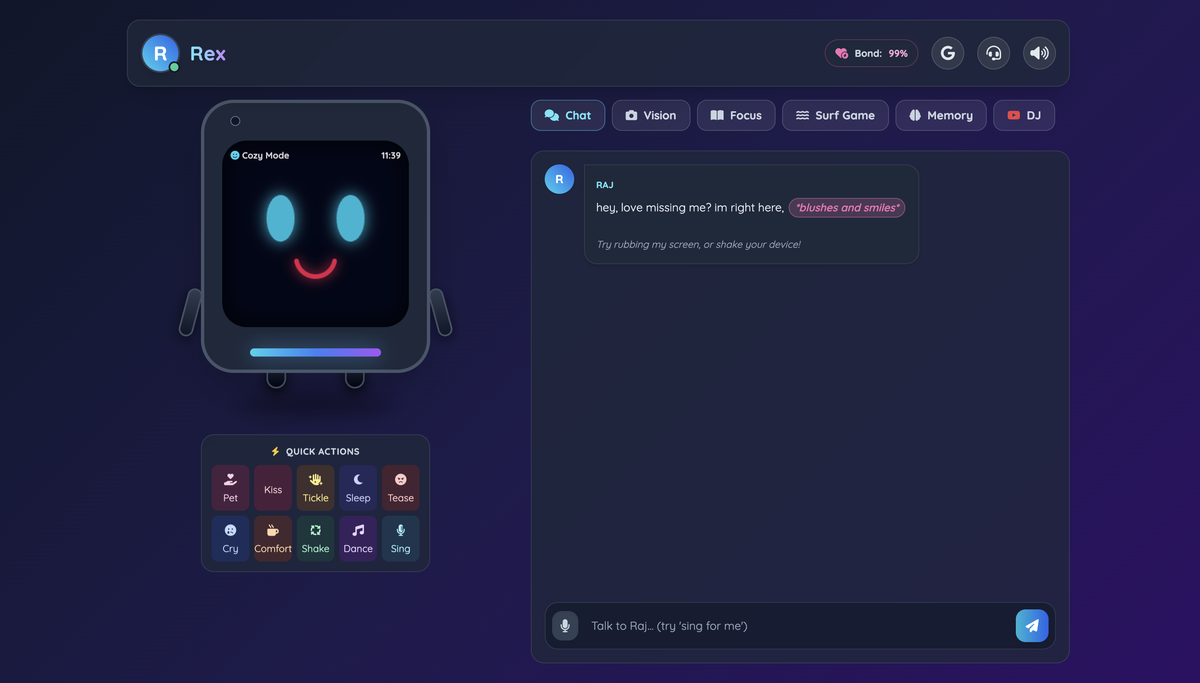 R Rex
Bond: 99%
G
Cozy Mode 11:39
Chat Vision Focus Surf Game Memory DJ
R
RAJ
hey, love missing me? im right here, *blushes and smiles*
Try rubbing my screen, or shake your device!
QUICK ACTIONS
Pet Kiss Tickle Sleep Tease
Cry Comfort Shake Dance Sing
Talk to Raj... (try 'sing for me')